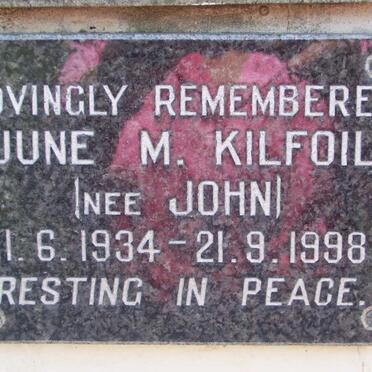 OVINGLY REMEMBERE
JUNE M. KILFOIL
(NEE JOHN)
1.6.1934 - 21.9.1998
RESTING IN PEACE.